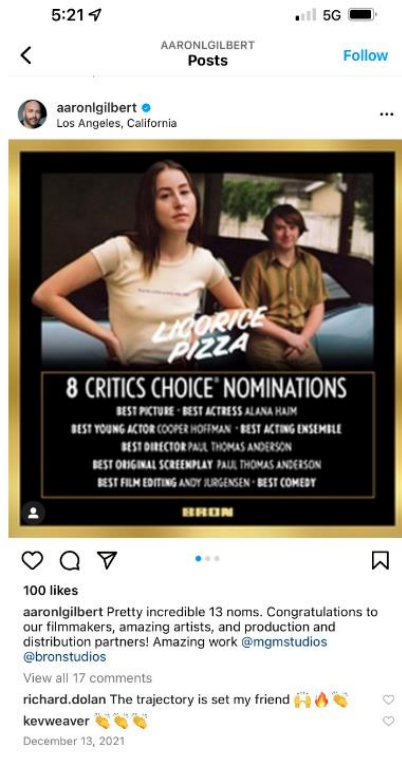 5:21
5G
AARONLGILBERT
Posts
Follow
aaronlgilbert
Los Angeles, California
LICORICE
PIZZA
8 CRITICS CHOICE® NOMINATIONS
BEST PICTURE · BEST ACTRESS ALANA HAIM
BEST YOUNG ACTOR COOPER HOFFMAN · BEST ACTING ENSEMBLE
BEST DIRECTOR PAUL THOMAS ANDERSON
BEST ORIGINAL SCREENPLAY PAUL THOMAS ANDERSON
BEST FILM EDITING ANDY JURGENSEN · BEST COMEDY
BRON
100 likes
aaronlgilbert Pretty incredible 13 noms. Congratulations to
our filmmakers, amazing artists, and production and
distribution partners! Amazing work @mgmstudios
@bronstudios
View all 17 comments
richard.dolan The trajectory is set my friend 🙌🔥👏
kevweaver 👏👏👏
December 13, 2021